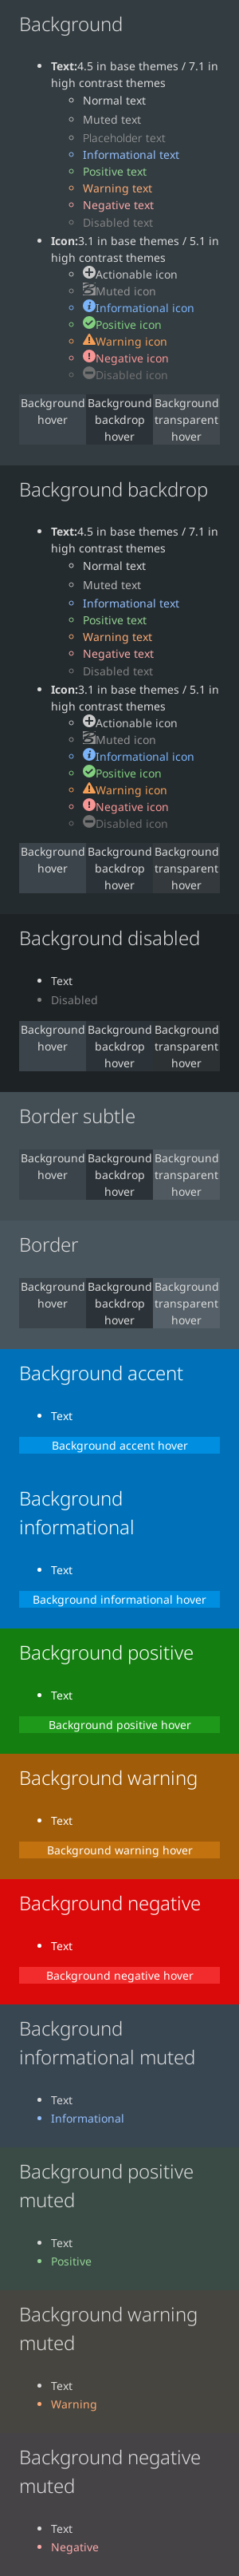 Background
Text:4.5 in base themes / 7.1 in
high contrast themes
Normal text
Muted text
Placeholder text
Informational text
Positive text
Warning text
Negative text
Disabled text
Icon:3.1 in base themes / 5.1 in
high contrast themes
Actionable icon
Muted icon
Informational icon
Positive icon
Warning icon
Negative icon
Disabled icon
Background Background Background
hover backdrop transparent
hover hover
Background backdrop
Text:4.5 in base themes / 7.1 in
high contrast themes
Normal text
Muted text
Informational text
Positive text
Warning text
Negative text
Disabled text
Icon:3.1 in base themes / 5.1 in
high contrast themes
Actionable icon
Muted icon
Informational icon
Positive icon
Warning icon
Negative icon
Disabled icon
Background Background Background
hover backdrop transparent
hover hover
Background disabled
Text
Disabled
Background Background Background
hover backdrop transparent
hover hover
Border subtle
Background Background Background
hover backdrop transparent
hover hover
Border
Background Background Background
hover backdrop transparent
hover hover
Background accent
Text
Background accent hover
Background
informational
Text
Background informational hover
Background positive
Text
Background positive hover
Background warning
Text
Background warning hover
Background negative
Text
Background negative hover
Background
informational muted
Text
Informational
Background positive
muted
Text
Positive
Background warning
muted
Text
Warning
Background negative
muted
Text
Negative